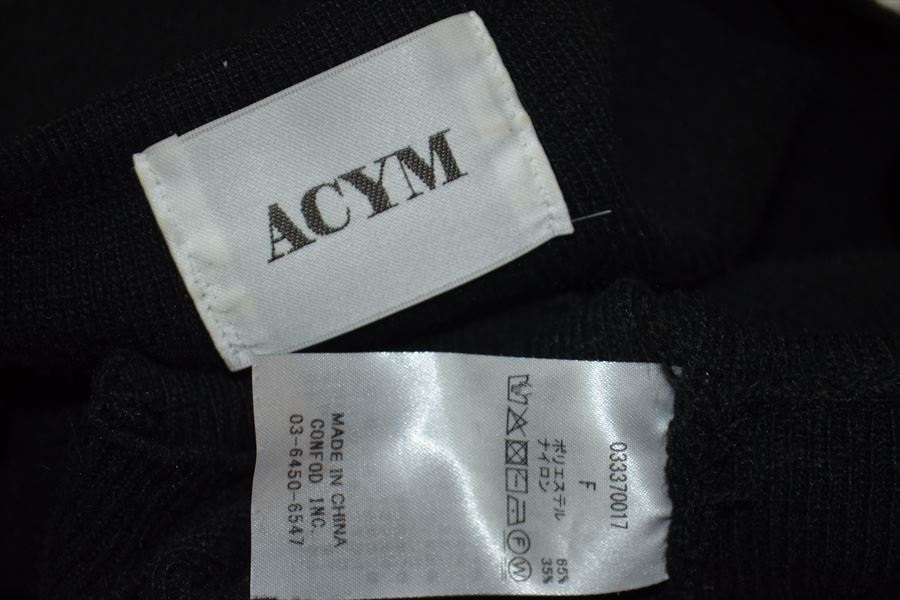 ACYM
033370017
F
ポリエステル 65%
ナイロン 35%
F W
MADE IN CHINA
CONFOD INC.
03-6450-6547